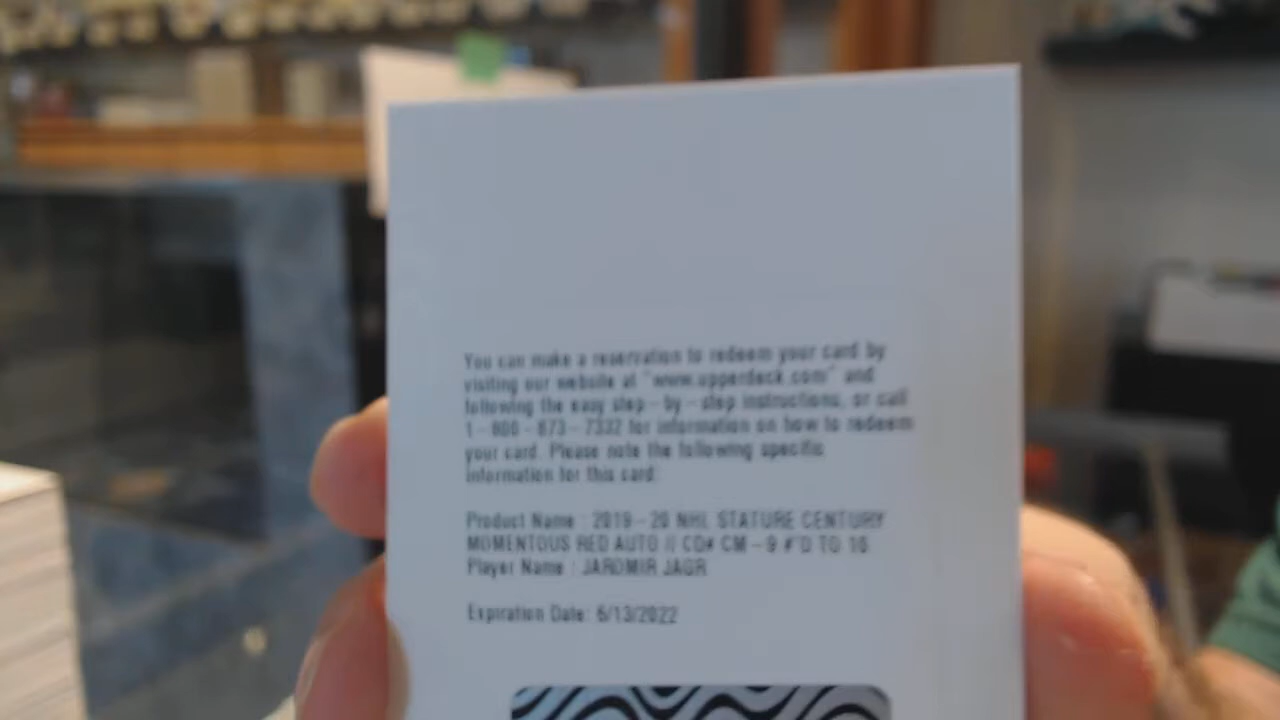 You can make a reservation to redeem your card by
visiting our website at "www.upperdeck.com" and
following the easy step - by - step instructions, or call
1 - 800 - 873 - 7332 for information on how to redeem
your card. Please note the following specific
information for this card:
Product Name : 2019 - 20 NHL STATURE CENTURY
MOMENTOUS RED AUTO // CD# CM - 9 #'D TO 16
Player Name : JAROMIR JAGR
Expiration Date: 6/13/2022